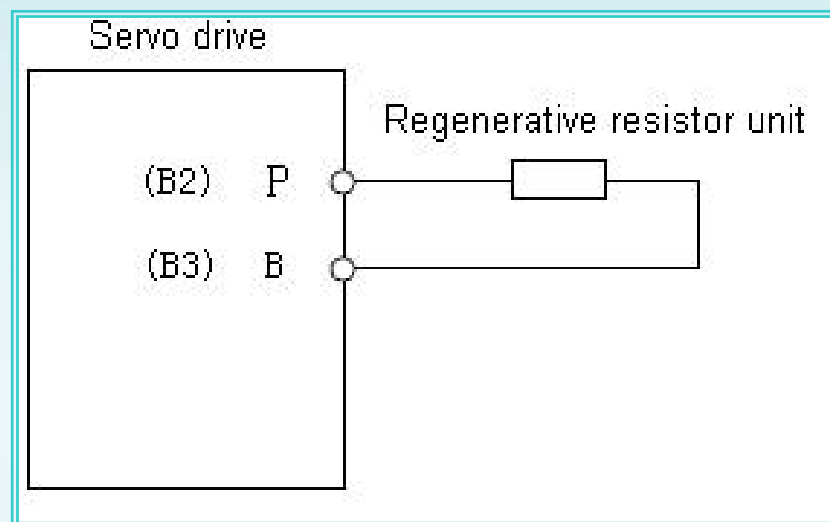 Servo drive
Regenerative resistor unit
(B2) P
(B3) B